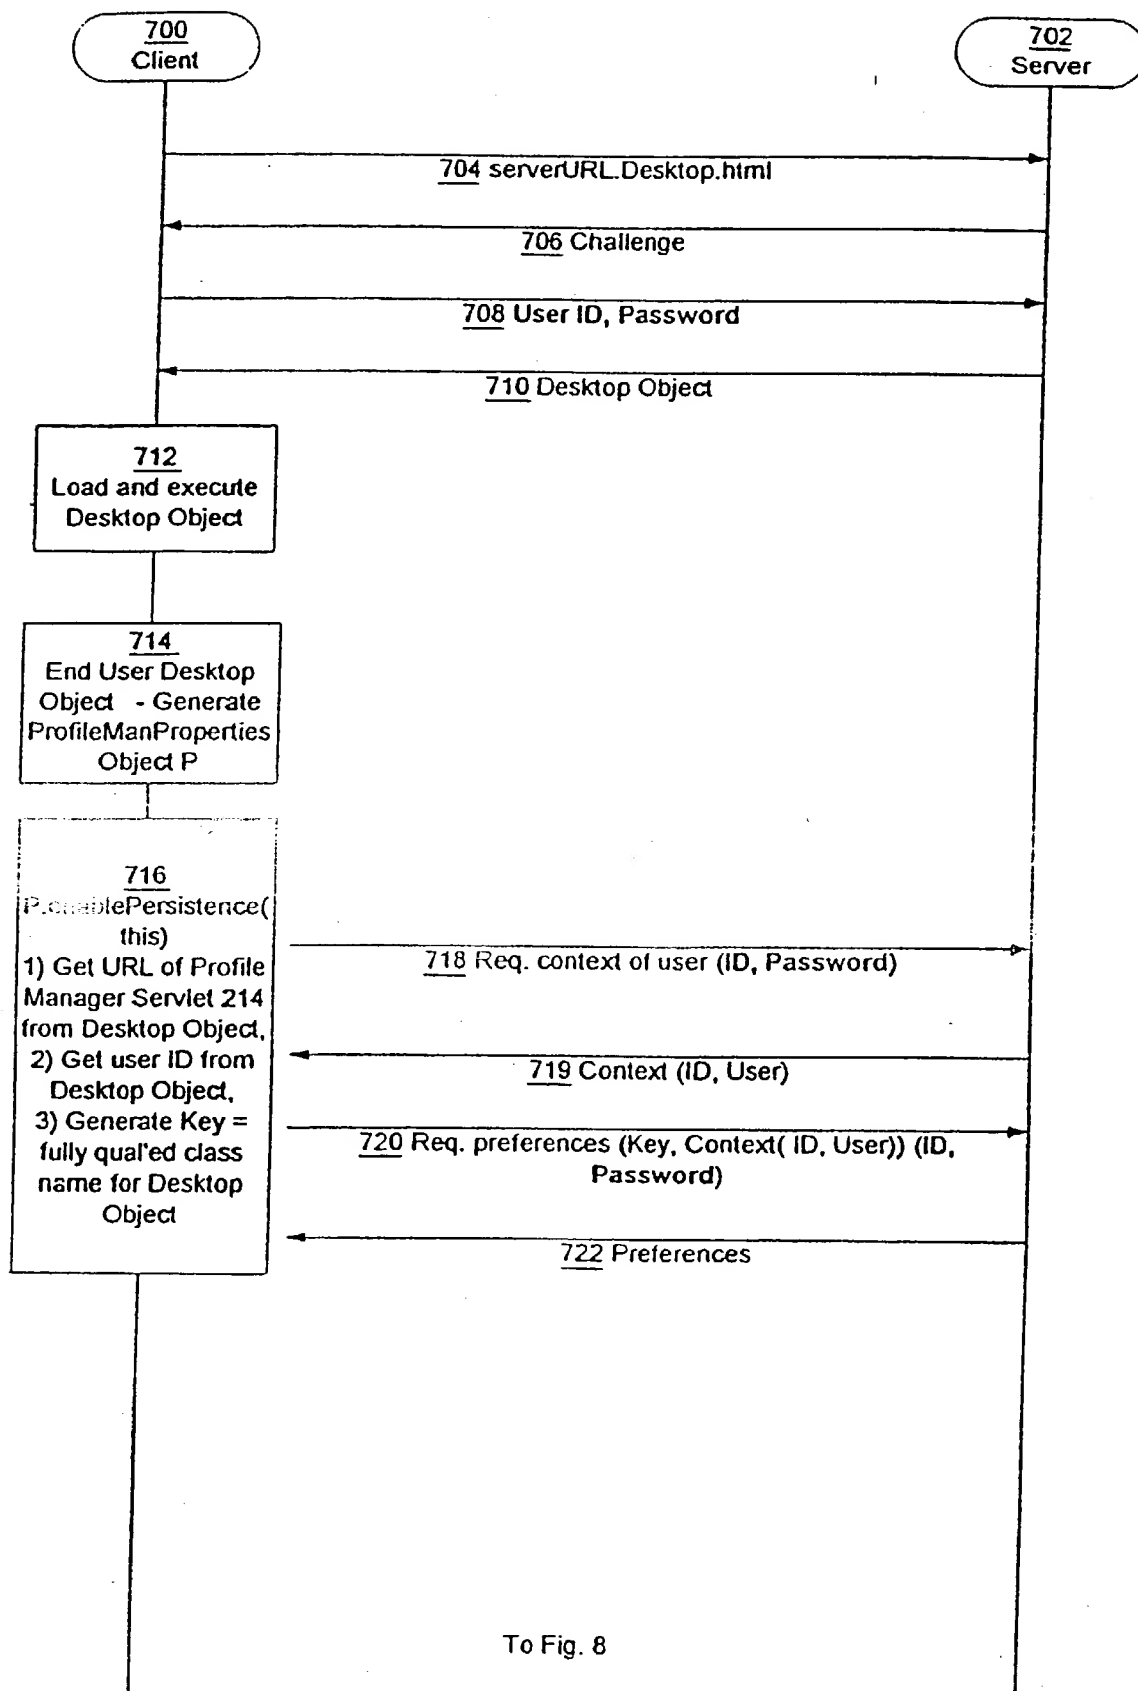 700
Client
702
Server
704 serverURL.Desktop.html
706 Challenge
708 User ID, Password
710 Desktop Object
712
Load and execute
Desktop Object
714
End User Desktop
Object - Generate
ProfileManProperties
Object P
716
P.enablePersistence(
this)
1) Get URL of Profile
Manager Servlet 214
from Desktop Object,
2) Get user ID from
Desktop Object,
3) Generate Key =
fully qual'ed class
name for Desktop
Object
718 Req. context of user (ID, Password)
719 Context (ID, User)
720 Req. preferences (Key, Context( ID, User)) (ID,
Password)
722 Preferences
To Fig. 8